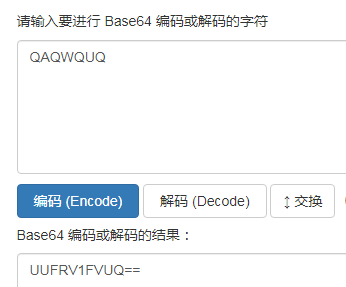 请输入要进行 Base64 编码或解码的字符
QAQWQUQ
编码 (Encode) 解码 (Decode) ↕ 交换
Base64 编码或解码的结果：
UUFRV1FVUQ==